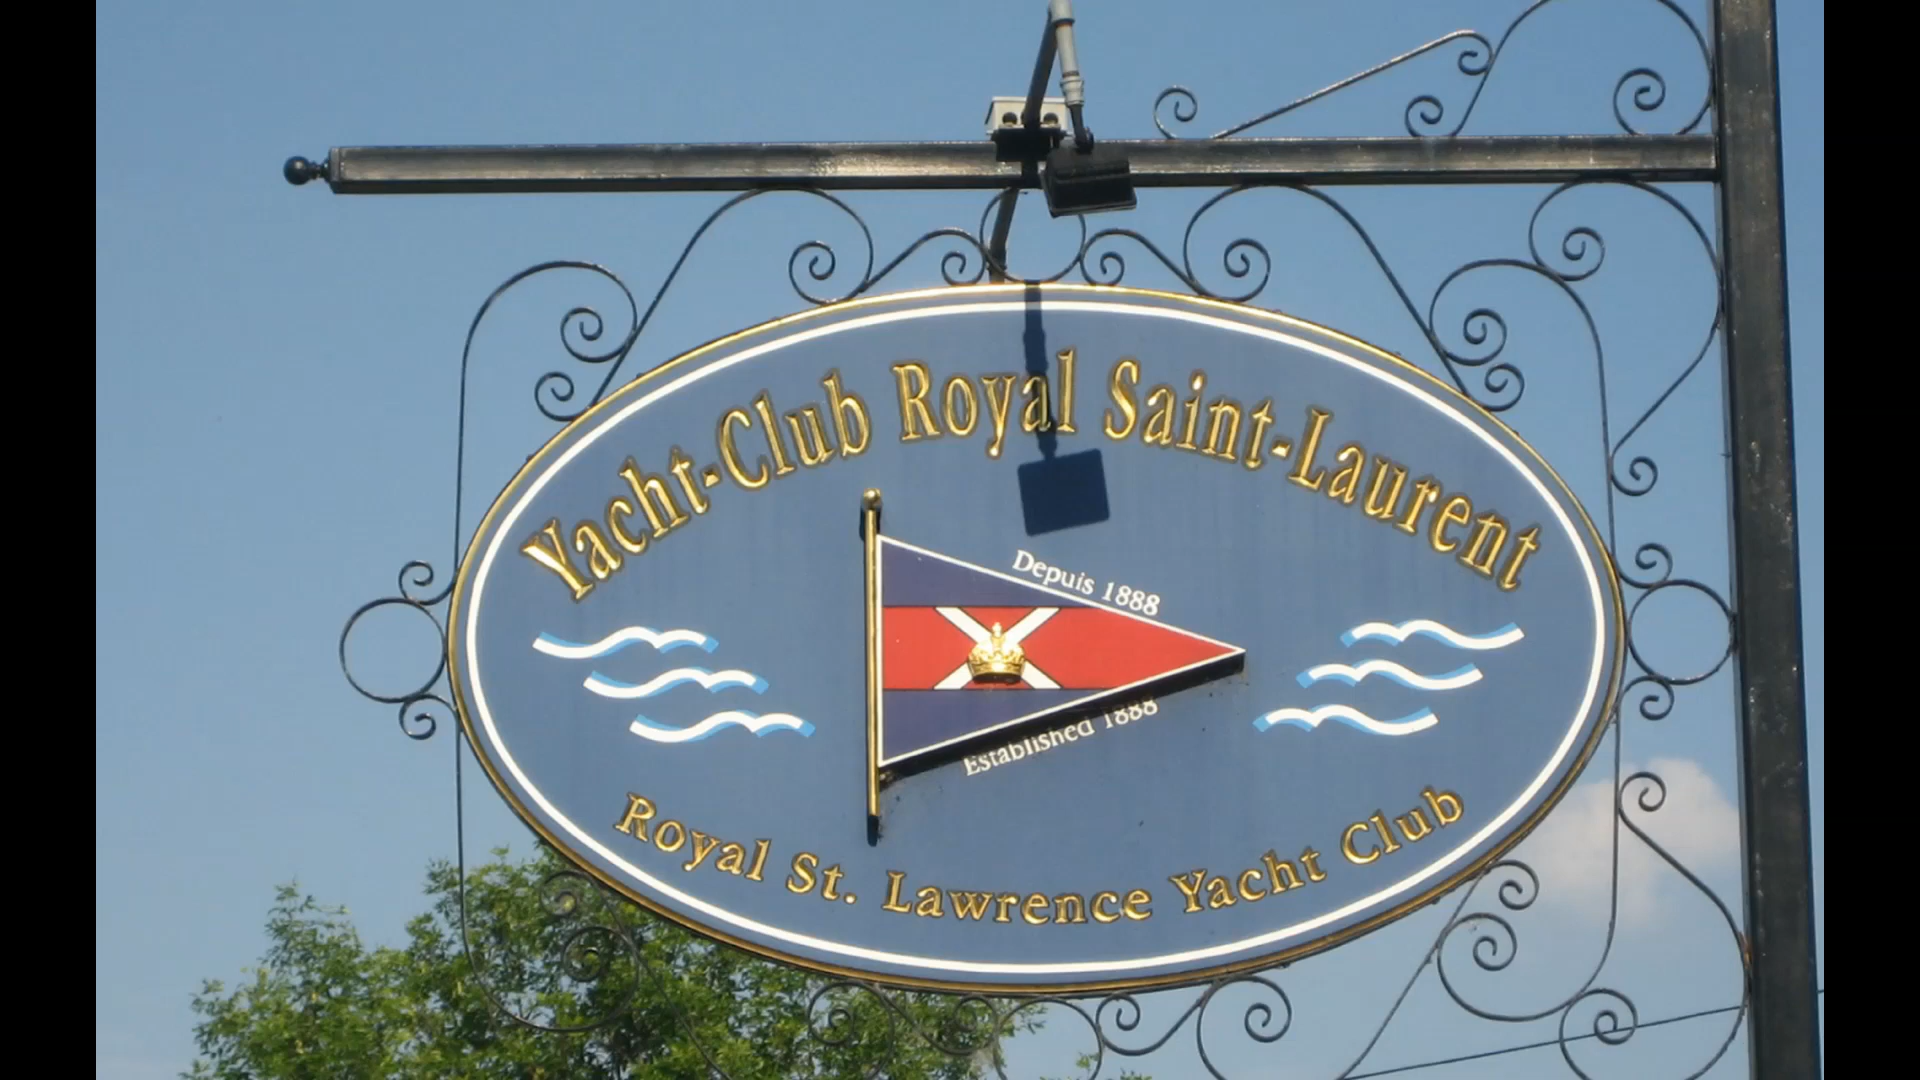 Yacht-Club Royal Saint-Laurent
Depuis 1888
Established 1888
Royal St. Lawrence Yacht Club